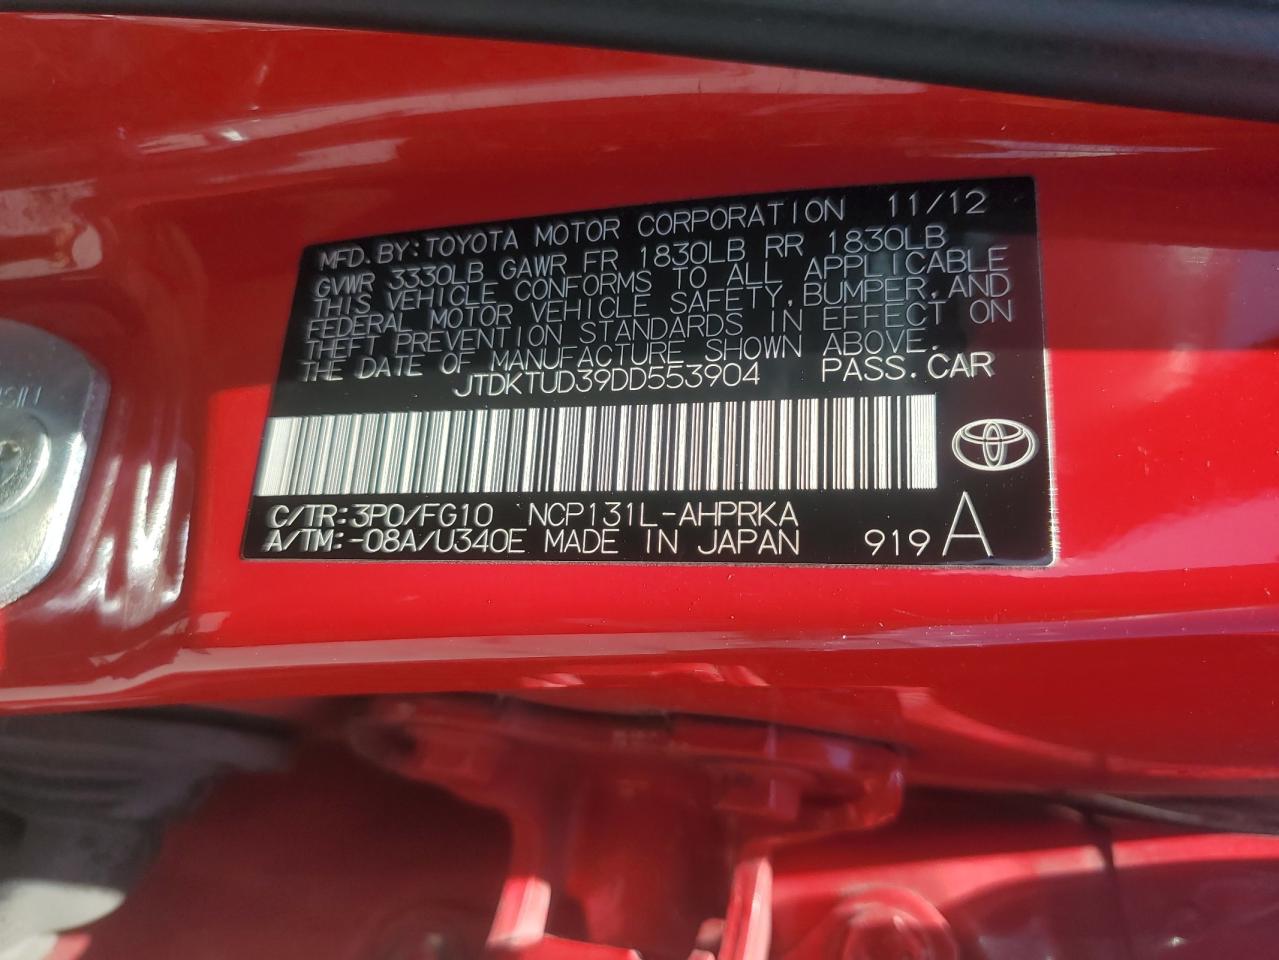 MFD.BY:TOYOTA MOTOR CORPORATION 11/12
GVWR 3330LB GAWR FR 1830LB RR 1830LB
THIS VEHICLE CONFORMS TO ALL APPLICABLE
FEDERAL MOTOR VEHICLE SAFETY,BUMPER,AND
THEFT PREVENTION STANDARDS IN EFFECT ON
THE DATE OF MANUFACTURE SHOWN ABOVE.
JTDKTUD39DD553904 PASS.CAR
C/TR:3P0/FG10 NCP131L-AHPRKA
A/TM:-08A/U340E MADE IN JAPAN 919 A